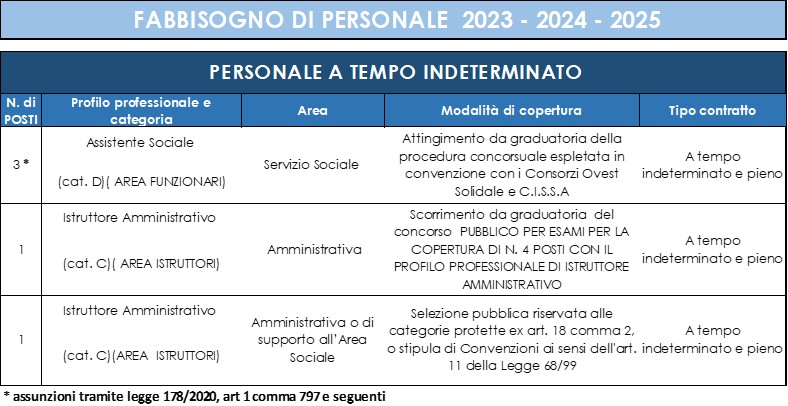 FABBISOGNO DI PERSONALE 2023 - 2024 - 2025
PERSONALE A TEMPO INDETERMINATO
N. di POSTI
Profilo professionale e categoria
Area
Modalità di copertura
Tipo contratto
3 *
Assistente Sociale
(cat. D)( AREA FUNZIONARI)
Servizio Sociale
Attingimento da graduatoria della
procedura concorsuale espletata in
convenzione con i Consorzi Ovest
Solidale e C.I.S.S.A
A tempo
indeterminato e pieno
1
Istruttore Amministrativo
(cat. C)( AREA ISTRUTTORI)
Amministrativa
Scorrimento da graduatoria del
concorso PUBBLICO PER ESAMI PER LA
COPERTURA DI N. 4 POSTI CON IL
PROFILO PROFESSIONALE DI ISTRUTTORE
AMMINISTRATIVO
A tempo
indeterminato e pieno
1
Istruttore Amministrativo
(cat. C)(AREA ISTRUTTORI)
Amministrativa o di
supporto all'Area
Sociale
Selezione pubblica riservata alle
categorie protette ex art. 18 comma 2,
o stipula di Convenzioni ai sensi dell'art.
11 della Legge 68/99
A tempo
indeterminato e pieno
* assunzioni tramite legge 178/2020, art 1 comma 797 e seguenti